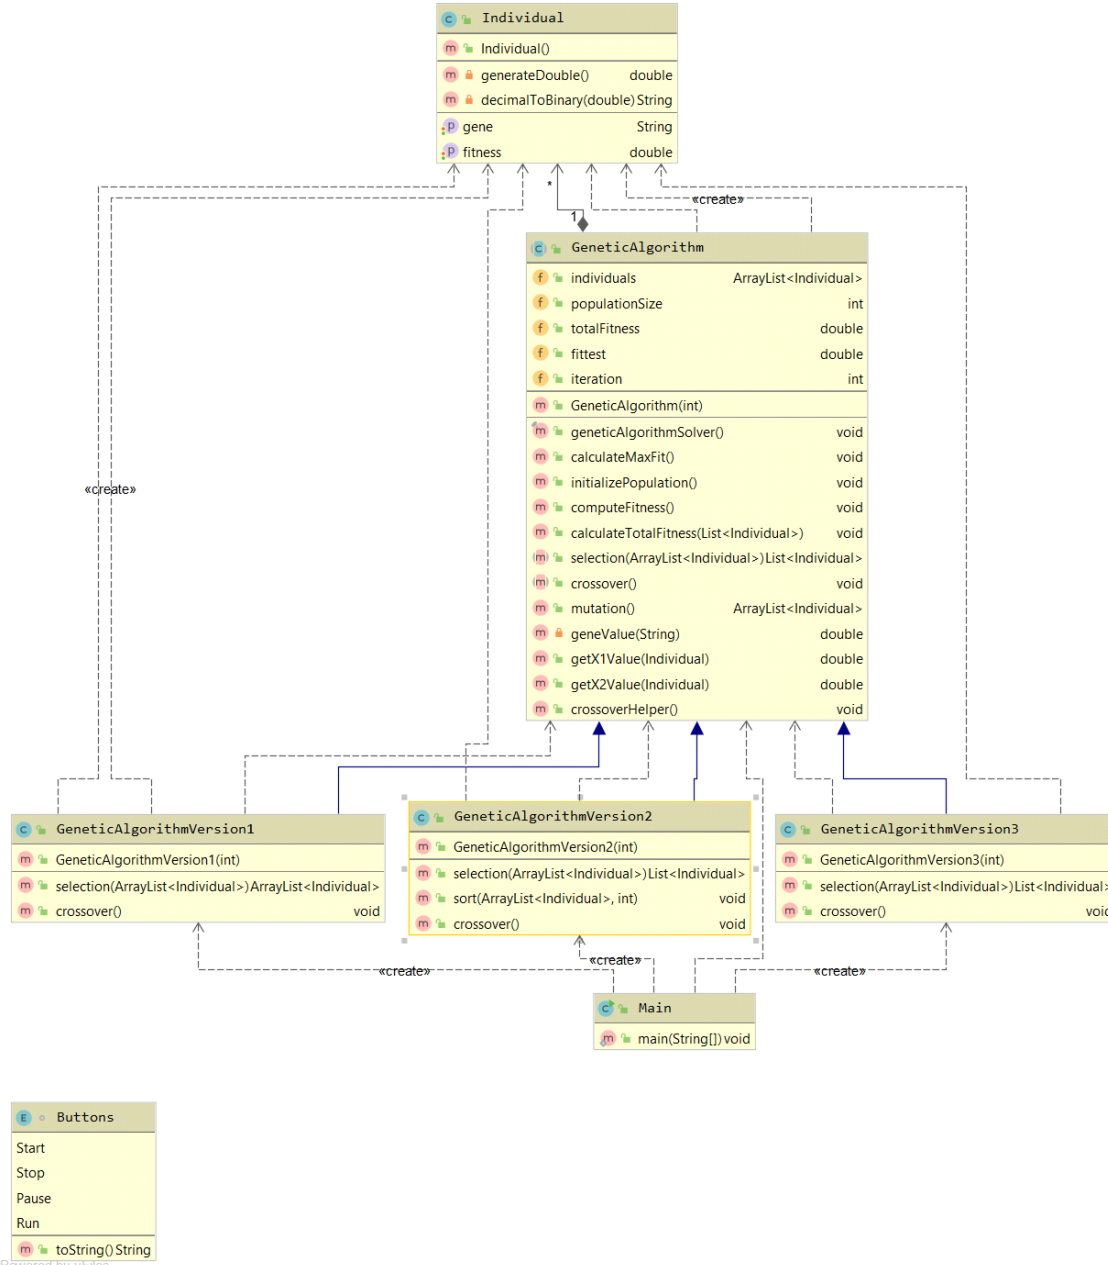 Individual
Individual()
generateDouble() double
decimalToBinary(double) String
gene String
fitness double
*
«create»
1
GeneticAlgorithm
individuals ArrayList<Individual>
populationSize int
totalFitness double
fittest double
iteration int
GeneticAlgorithm(int)
geneticAlgorithmSolver() void
calculateMaxFit() void
initializePopulation() void
computeFitness() void
calculateTotalFitness(List<Individual>) void
selection(ArrayList<Individual>) List<Individual>
crossover() void
mutation() ArrayList<Individual>
geneValue(String) double
getX1Value(Individual) double
getX2Value(Individual) double
crossoverHelper() void
«create»
GeneticAlgorithmVersion1
GeneticAlgorithmVersion1(int)
selection(ArrayList<Individual>) ArrayList<Individual>
crossover() void
GeneticAlgorithmVersion2
GeneticAlgorithmVersion2(int)
selection(ArrayList<Individual>) List<Individual>
sort(ArrayList<Individual>, int) void
crossover() void
GeneticAlgorithmVersion3
GeneticAlgorithmVersion3(int)
selection(ArrayList<Individual>) List<Individual>
crossover() void
«create»
«create»
«create»
Main
main(String[]) void
Buttons
Start
Stop
Pause
Run
toString() String
Powered by yFiles